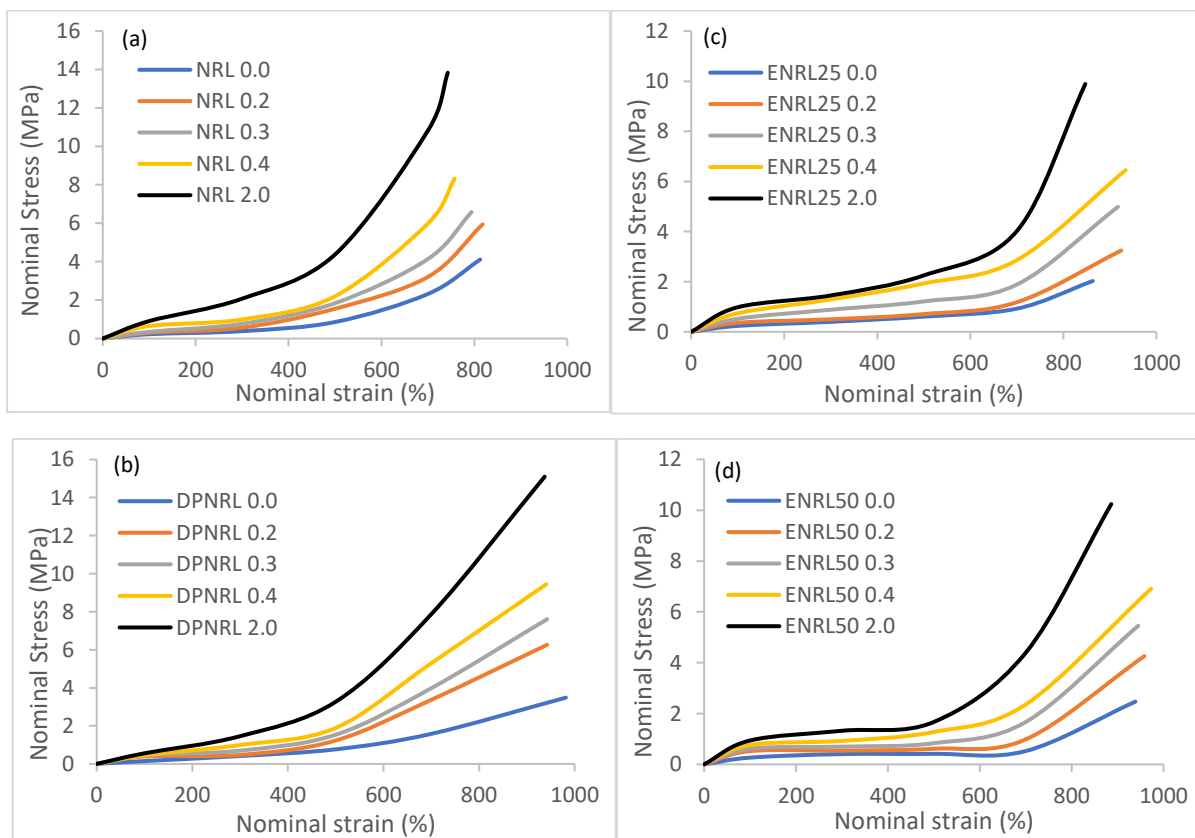 (a)
NRL 0.0
NRL 0.2
NRL 0.3
NRL 0.4
NRL 2.0
Nominal Stress (MPa)
16
14
12
10
8
6
4
2
0
0 200 400 600 800 1000
Nominal strain (%)
(c)
ENRL25 0.0
ENRL25 0.2
ENRL25 0.3
ENRL25 0.4
ENRL25 2.0
Nominal Stress (MPa)
12
10
8
6
4
2
0
0 200 400 600 800 1000
Nominal strain (%)
(b)
DPNRL 0.0
DPNRL 0.2
DPNRL 0.3
DPNRL 0.4
DPNRL 2.0
Nominal Stress (MPa)
16
14
12
10
8
6
4
2
0
0 200 400 600 800 1000
Nominal strain (%)
(d)
ENRL50 0.0
ENRL50 0.2
ENRL50 0.3
ENRL50 0.4
ENRL50 2.0
Nominal Stress (MPa)
12
10
8
6
4
2
0
0 200 400 600 800 1000
Nominal strain (%)